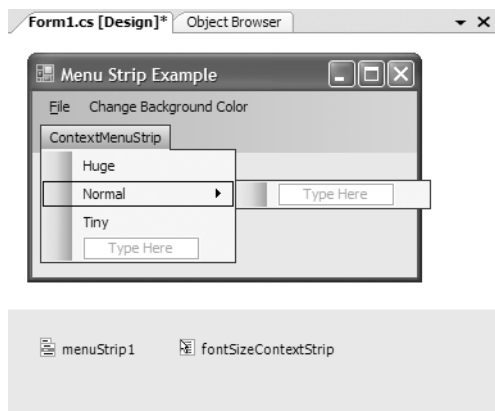 Form1.cs [Design]* Object Browser
Menu Strip Example
File Change Background Color
ContextMenuStrip
Huge
Normal Type Here
Tiny
Type Here
menuStrip1 fontSizeContextStrip